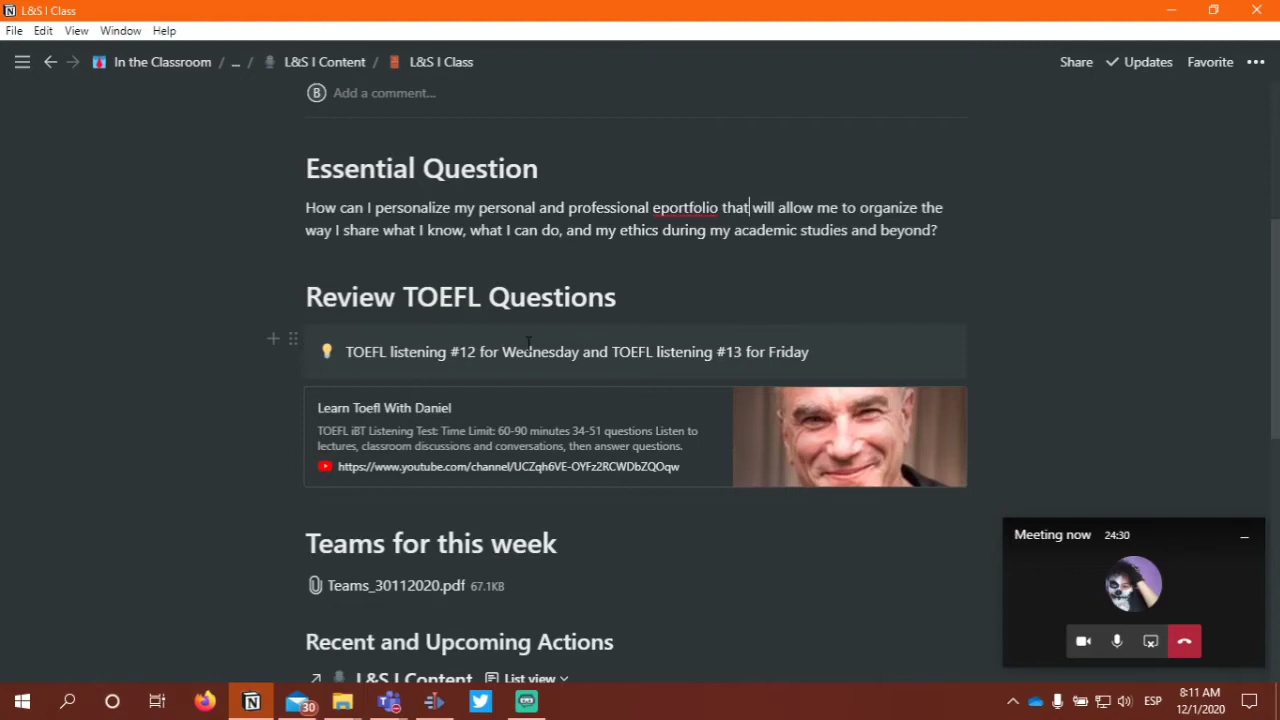 L&S I Class
File Edit View Window Help
In the Classroom / ... / L&S I Content / L&S I Class
Share Updates Favorite •••
B Add a comment...
Essential Question
How can I personalize my personal and professional eportfolio that will allow me to organize the
way I share what I know, what I can do, and my ethics during my academic studies and beyond?
Review TOEFL Questions
TOEFL listening #12 for Wednesday and TOEFL listening #13 for Friday
Learn Toefl With Daniel
TOEFL iBT Listening Test: Time Limit: 60-90 minutes 34-51 questions Listen to
lectures, classroom discussions and conversations, then answer questions.
https://www.youtube.com/channel/UCZqh6VE-OYFz2RCWDbZQOqw
Teams for this week
Teams_30112020.pdf 67.1KB
Meeting now 24:30
Recent and Upcoming Actions
L&S I Content List view
30
ESP
8:11 AM
12/1/2020